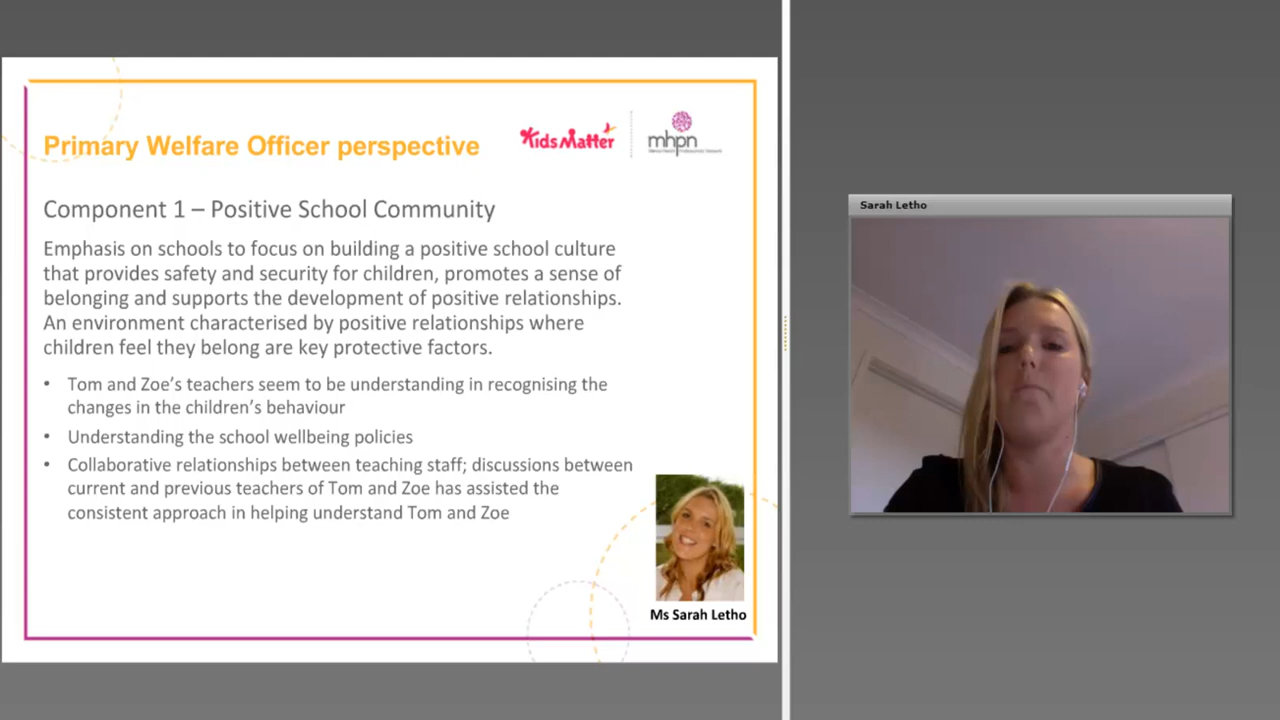 Primary Welfare Officer perspective
KidsMatter
mhpn
Component 1 – Positive School Community
Emphasis on schools to focus on building a positive school culture
that provides safety and security for children, promotes a sense of
belonging and supports the development of positive relationships.
An environment characterised by positive relationships where
children feel they belong are key protective factors.
• Tom and Zoe's teachers seem to be understanding in recognising the
changes in the children's behaviour
• Understanding the school wellbeing policies
• Collaborative relationships between teaching staff; discussions between
current and previous teachers of Tom and Zoe has assisted the
consistent approach in helping understand Tom and Zoe
Ms Sarah Letho
Sarah Letho